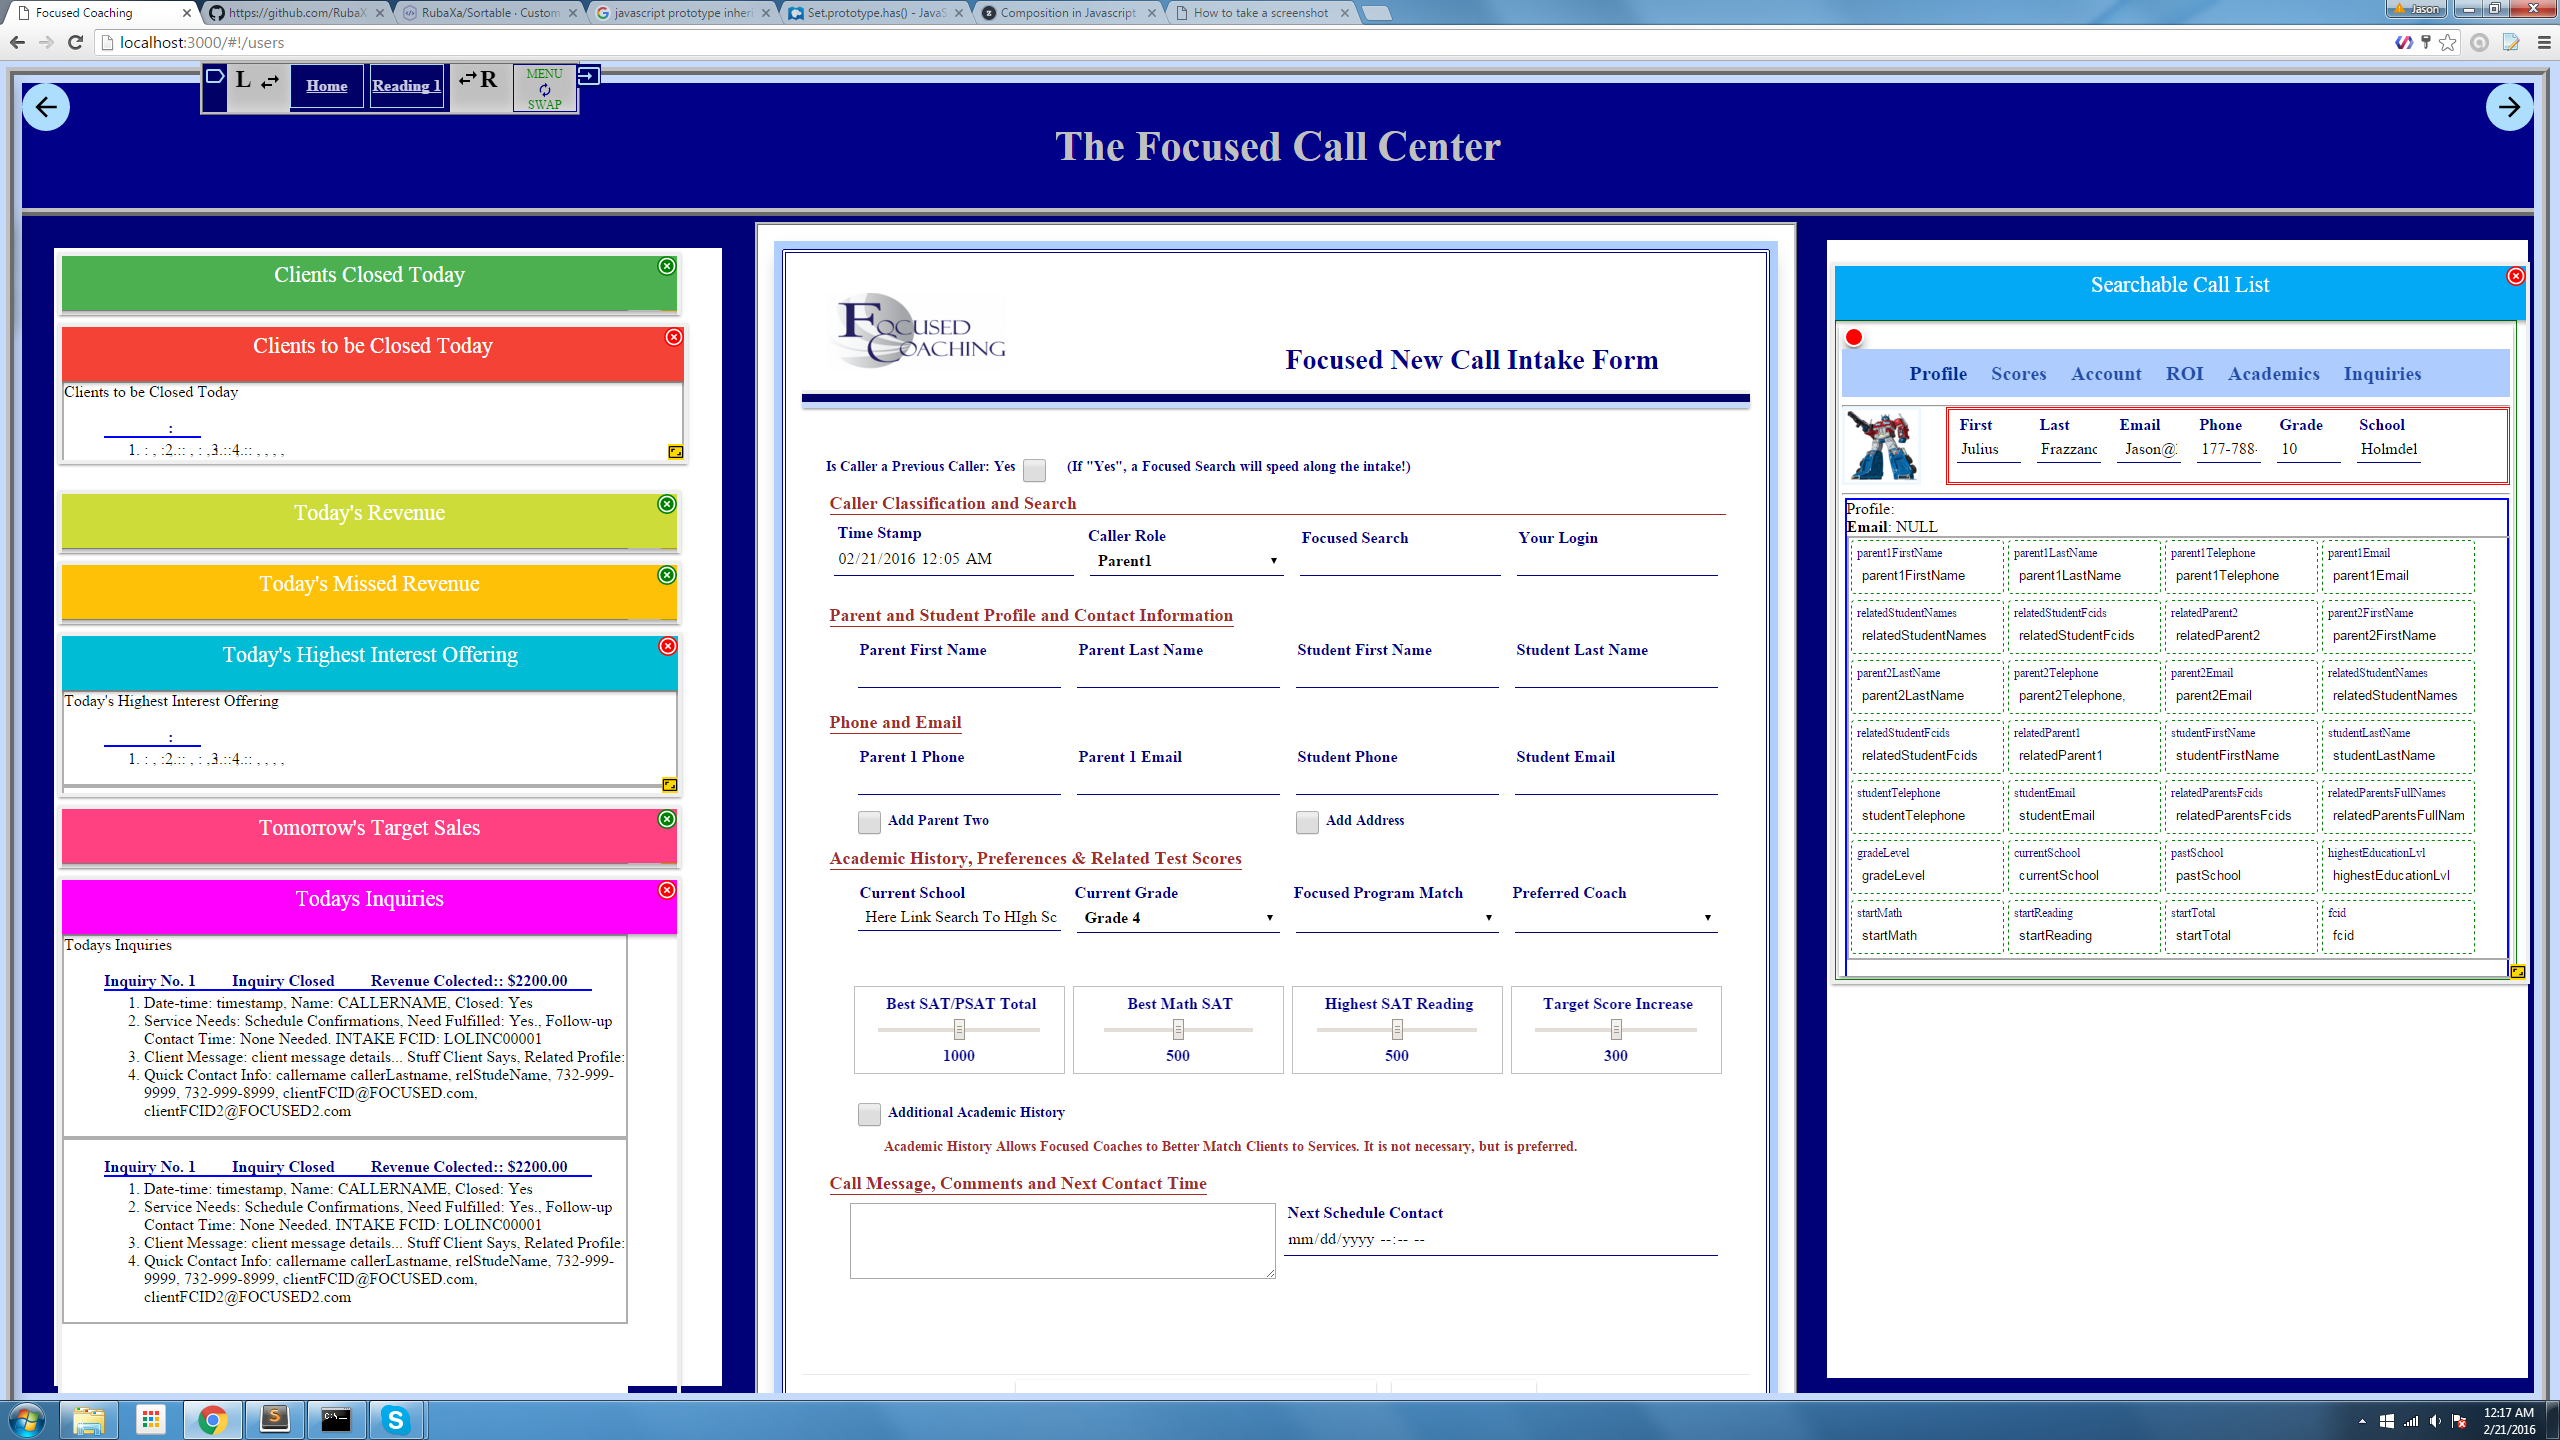 Focused Coaching
https://github.com/RubaX
RubaXa/Sortable · Custom
javascript prototype inheri
Set.prototype.has() - JavaS
Composition in Javascript
How to take a screenshot
Jason
localhost:3000/#!/users
L
Home
Reading 1
R
MENU
SWAP
The Focused Call Center
Clients Closed Today
Clients to be Closed Today
Clients to be Closed Today
:
1. : , :2.:: , : ,3.::4.:: , , , ,
Today's Revenue
Today's Missed Revenue
Today's Highest Interest Offering
Today's Highest Interest Offering
:
1. : , :2.:: , : ,3.::4.:: , , , ,
Tomorrow's Target Sales
Todays Inquiries
Todays Inquiries
Inquiry No. 1 Inquiry Closed Revenue Colected:: $2200.00
1. Date-time: timestamp, Name: CALLERNAME, Closed: Yes
2. Service Needs: Schedule Confirmations, Need Fulfilled: Yes., Follow-up
Contact Time: None Needed. INTAKE FCID: LOLINC00001
3. Client Message: client message details... Stuff Client Says, Related Profile:
4. Quick Contact Info: callername callerLastname, relStudeName, 732-999-
9999, 732-999-8999, clientFCID@FOCUSED.com,
clientFCID2@FOCUSED2.com
Inquiry No. 1 Inquiry Closed Revenue Colected:: $2200.00
1. Date-time: timestamp, Name: CALLERNAME, Closed: Yes
2. Service Needs: Schedule Confirmations, Need Fulfilled: Yes., Follow-up
Contact Time: None Needed. INTAKE FCID: LOLINC00001
3. Client Message: client message details... Stuff Client Says, Related Profile:
4. Quick Contact Info: callername callerLastname, relStudeName, 732-999-
9999, 732-999-8999, clientFCID@FOCUSED.com,
clientFCID2@FOCUSED2.com
FOCUSED
COACHING
Focused New Call Intake Form
Is Caller a Previous Caller: Yes (If "Yes", a Focused Search will speed along the intake!)
Caller Classification and Search
Time Stamp Caller Role Focused Search Your Login
02/21/2016 12:05 AM Parent1
Parent and Student Profile and Contact Information
Parent First Name Parent Last Name Student First Name Student Last Name
Phone and Email
Parent 1 Phone Parent 1 Email Student Phone Student Email
Add Parent Two Add Address
Academic History, Preferences & Related Test Scores
Current School Current Grade Focused Program Match Preferred Coach
Here Link Search To HIgh Sc Grade 4
Best SAT/PSAT Total Best Math SAT Highest SAT Reading Target Score Increase
1000 500 500 300
Additional Academic History
Academic History Allows Focused Coaches to Better Match Clients to Services. It is not necessary, but is preferred.
Call Message, Comments and Next Contact Time
Next Schedule Contact
mm/dd/yyyy --:-- --
Searchable Call List
Profile Scores Account ROI Academics Inquiries
First Last Email Phone Grade School
Julius Frazzanc Jason@ 177-788- 10 Holmdel
Profile:
Email: NULL
parent1FirstName parent1LastName parent1Telephone parent1Email
parent1FirstName parent1LastName parent1Telephone parent1Email
relatedStudentNames relatedStudentFcids relatedParent2 parent2FirstName
relatedStudentNames relatedStudentFcids relatedParent2 parent2FirstName
parent2LastName parent2Telephone parent2Email relatedStudentNames
parent2LastName parent2Telephone, parent2Email relatedStudentNames
relatedStudentFcids relatedParent1 studentFirstName studentLastName
relatedStudentFcids relatedParent1 studentFirstName studentLastName
studentTelephone studentEmail relatedParentsFcids relatedParentsFullNames
studentTelephone studentEmail relatedParentsFcids relatedParentsFullNam
gradeLevel currentSchool pastSchool highestEducationLvl
gradeLevel currentSchool pastSchool highestEducationLvl
startMath startReading startTotal fcid
startMath startReading startTotal fcid
12:17 AM
2/21/2016